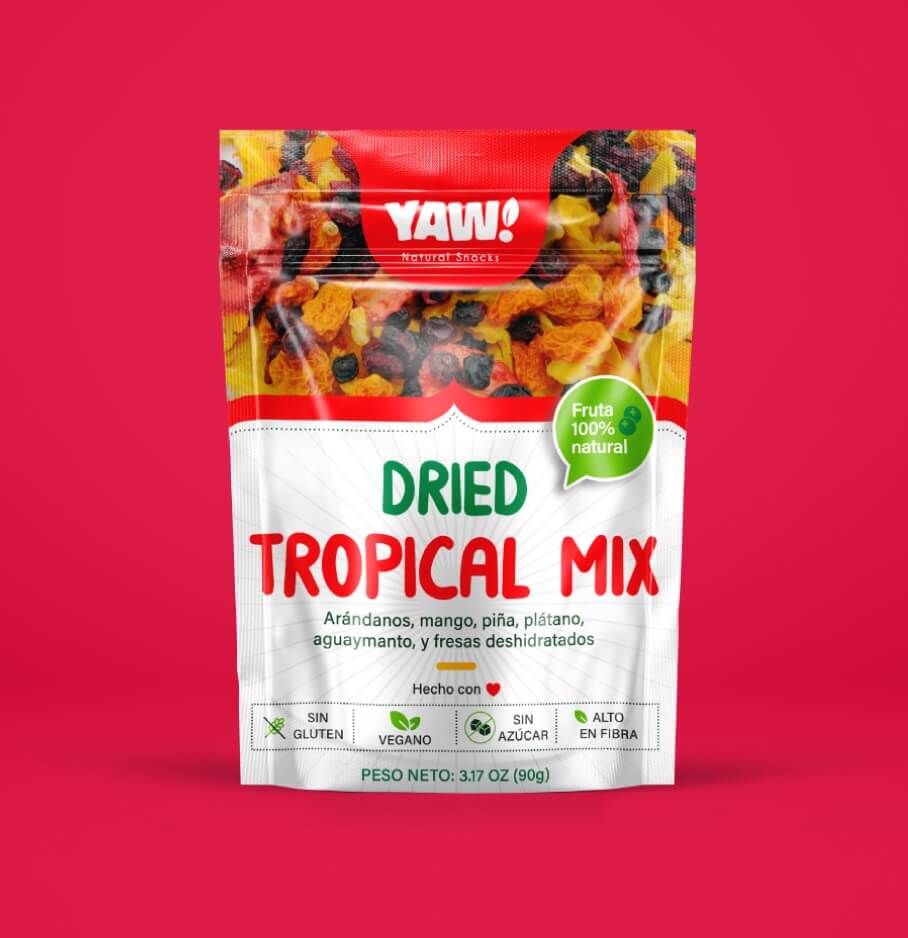 YAW!
Natural Snacks
Fruta
100%
natural
DRIED
TROPICAL MIX
Arándanos, mango, piña, plátano,
aguaymanto, y fresas deshidratados
Hecho con
SIN
GLUTEN
VEGANO
SIN
AZÚCAR
ALTO
EN FIBRA
PESO NETO: 3.17 OZ (90g)